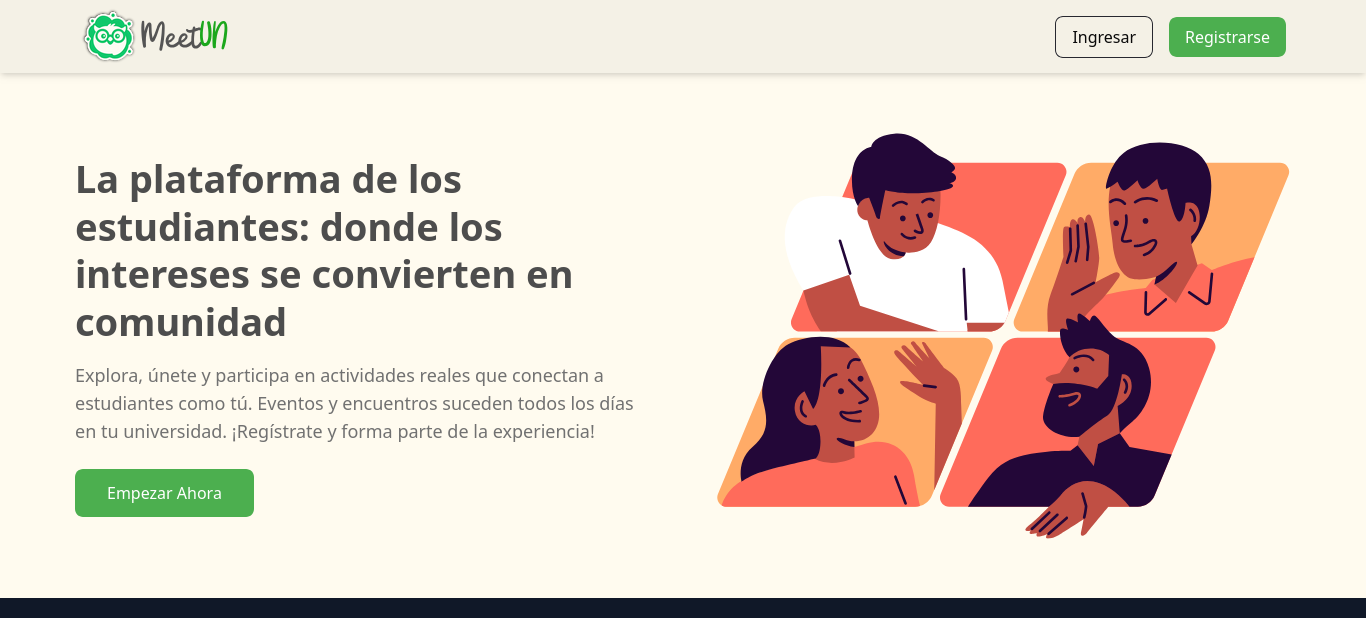 MeetUN
Ingresar
Registrarse
La plataforma de los
estudiantes: donde los
intereses se convierten en
comunidad
Explora, únete y participa en actividades reales que conectan a
estudiantes como tú. Eventos y encuentros suceden todos los días
en tu universidad. ¡Regístrate y forma parte de la experiencia!
Empezar Ahora